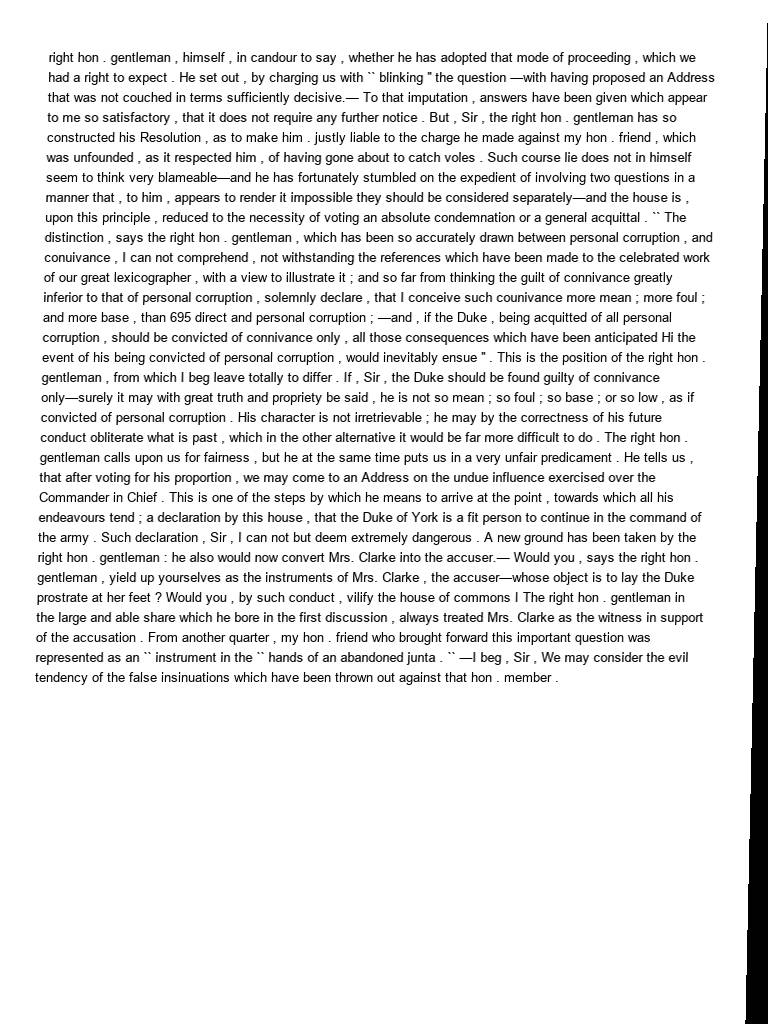 right hon . gentleman , himself , in candour to say , whether he has adopted that mode of proceeding , which we
had a right to expect . He set out , by charging us with `` blinking '' the question —with having proposed an Address
that was not couched in terms sufficiently decisive.— To that imputation , answers have been given which appear
to me so satisfactory , that it does not require any further notice . But , Sir , the right hon . gentleman has so
constructed his Resolution , as to make him . justly liable to the charge he made against my hon . friend , which
was unfounded , as it respected him , of having gone about to catch voles . Such course lie does not in himself
seem to think very blameable—and he has fortunately stumbled on the expedient of involving two questions in a
manner that , to him , appears to render it impossible they should be considered separately—and the house is ,
upon this principle , reduced to the necessity of voting an absolute condemnation or a general acquittal . `` The
distinction , says the right hon . gentleman , which has been so accurately drawn between personal corruption , and
conuivance , I can not comprehend , not withstanding the references which have been made to the celebrated work
of our great lexicographer , with a view to illustrate it ; and so far from thinking the guilt of connivance greatly
inferior to that of personal corruption , solemnly declare , that I conceive such counivance more mean ; more foul ;
and more base , than 695 direct and personal corruption ; —and , if the Duke , being acquitted of all personal
corruption , should be convicted of connivance only , all those consequences which have been anticipated Hi the
event of his being convicted of personal corruption , would inevitably ensue '' . This is the position of the right hon .
gentleman , from which I beg leave totally to differ . If , Sir , the Duke should be found guilty of connivance
only—surely it may with great truth and propriety be said , he is not so mean ; so foul ; so base ; or so low , as if
convicted of personal corruption . His character is not irretrievable ; he may by the correctness of his future
conduct obliterate what is past , which in the other alternative it would be far more difficult to do . The right hon .
gentleman calls upon us for fairness , but he at the same time puts us in a very unfair predicament . He tells us ,
that after voting for his proportion , we may come to an Address on the undue influence exercised over the
Commander in Chief . This is one of the steps by which he means to arrive at the point , towards which all his
endeavours tend ; a declaration by this house , that the Duke of York is a fit person to continue in the command of
the army . Such declaration , Sir , I can not but deem extremely dangerous . A new ground has been taken by the
right hon . gentleman : he also would now convert Mrs. Clarke into the accuser.— Would you , says the right hon .
gentleman , yield up yourselves as the instruments of Mrs. Clarke , the accuser—whose object is to lay the Duke
prostrate at her feet ? Would you , by such conduct , vilify the house of commons I The right hon . gentleman in
the large and able share which he bore in the first discussion , always treated Mrs. Clarke as the witness in support
of the accusation . From another quarter , my hon . friend who brought forward this important question was
represented as an `` instrument in the `` hands of an abandoned junta . `` —I beg , Sir , We may consider the evil
tendency of the false insinuations which have been thrown out against that hon . member .